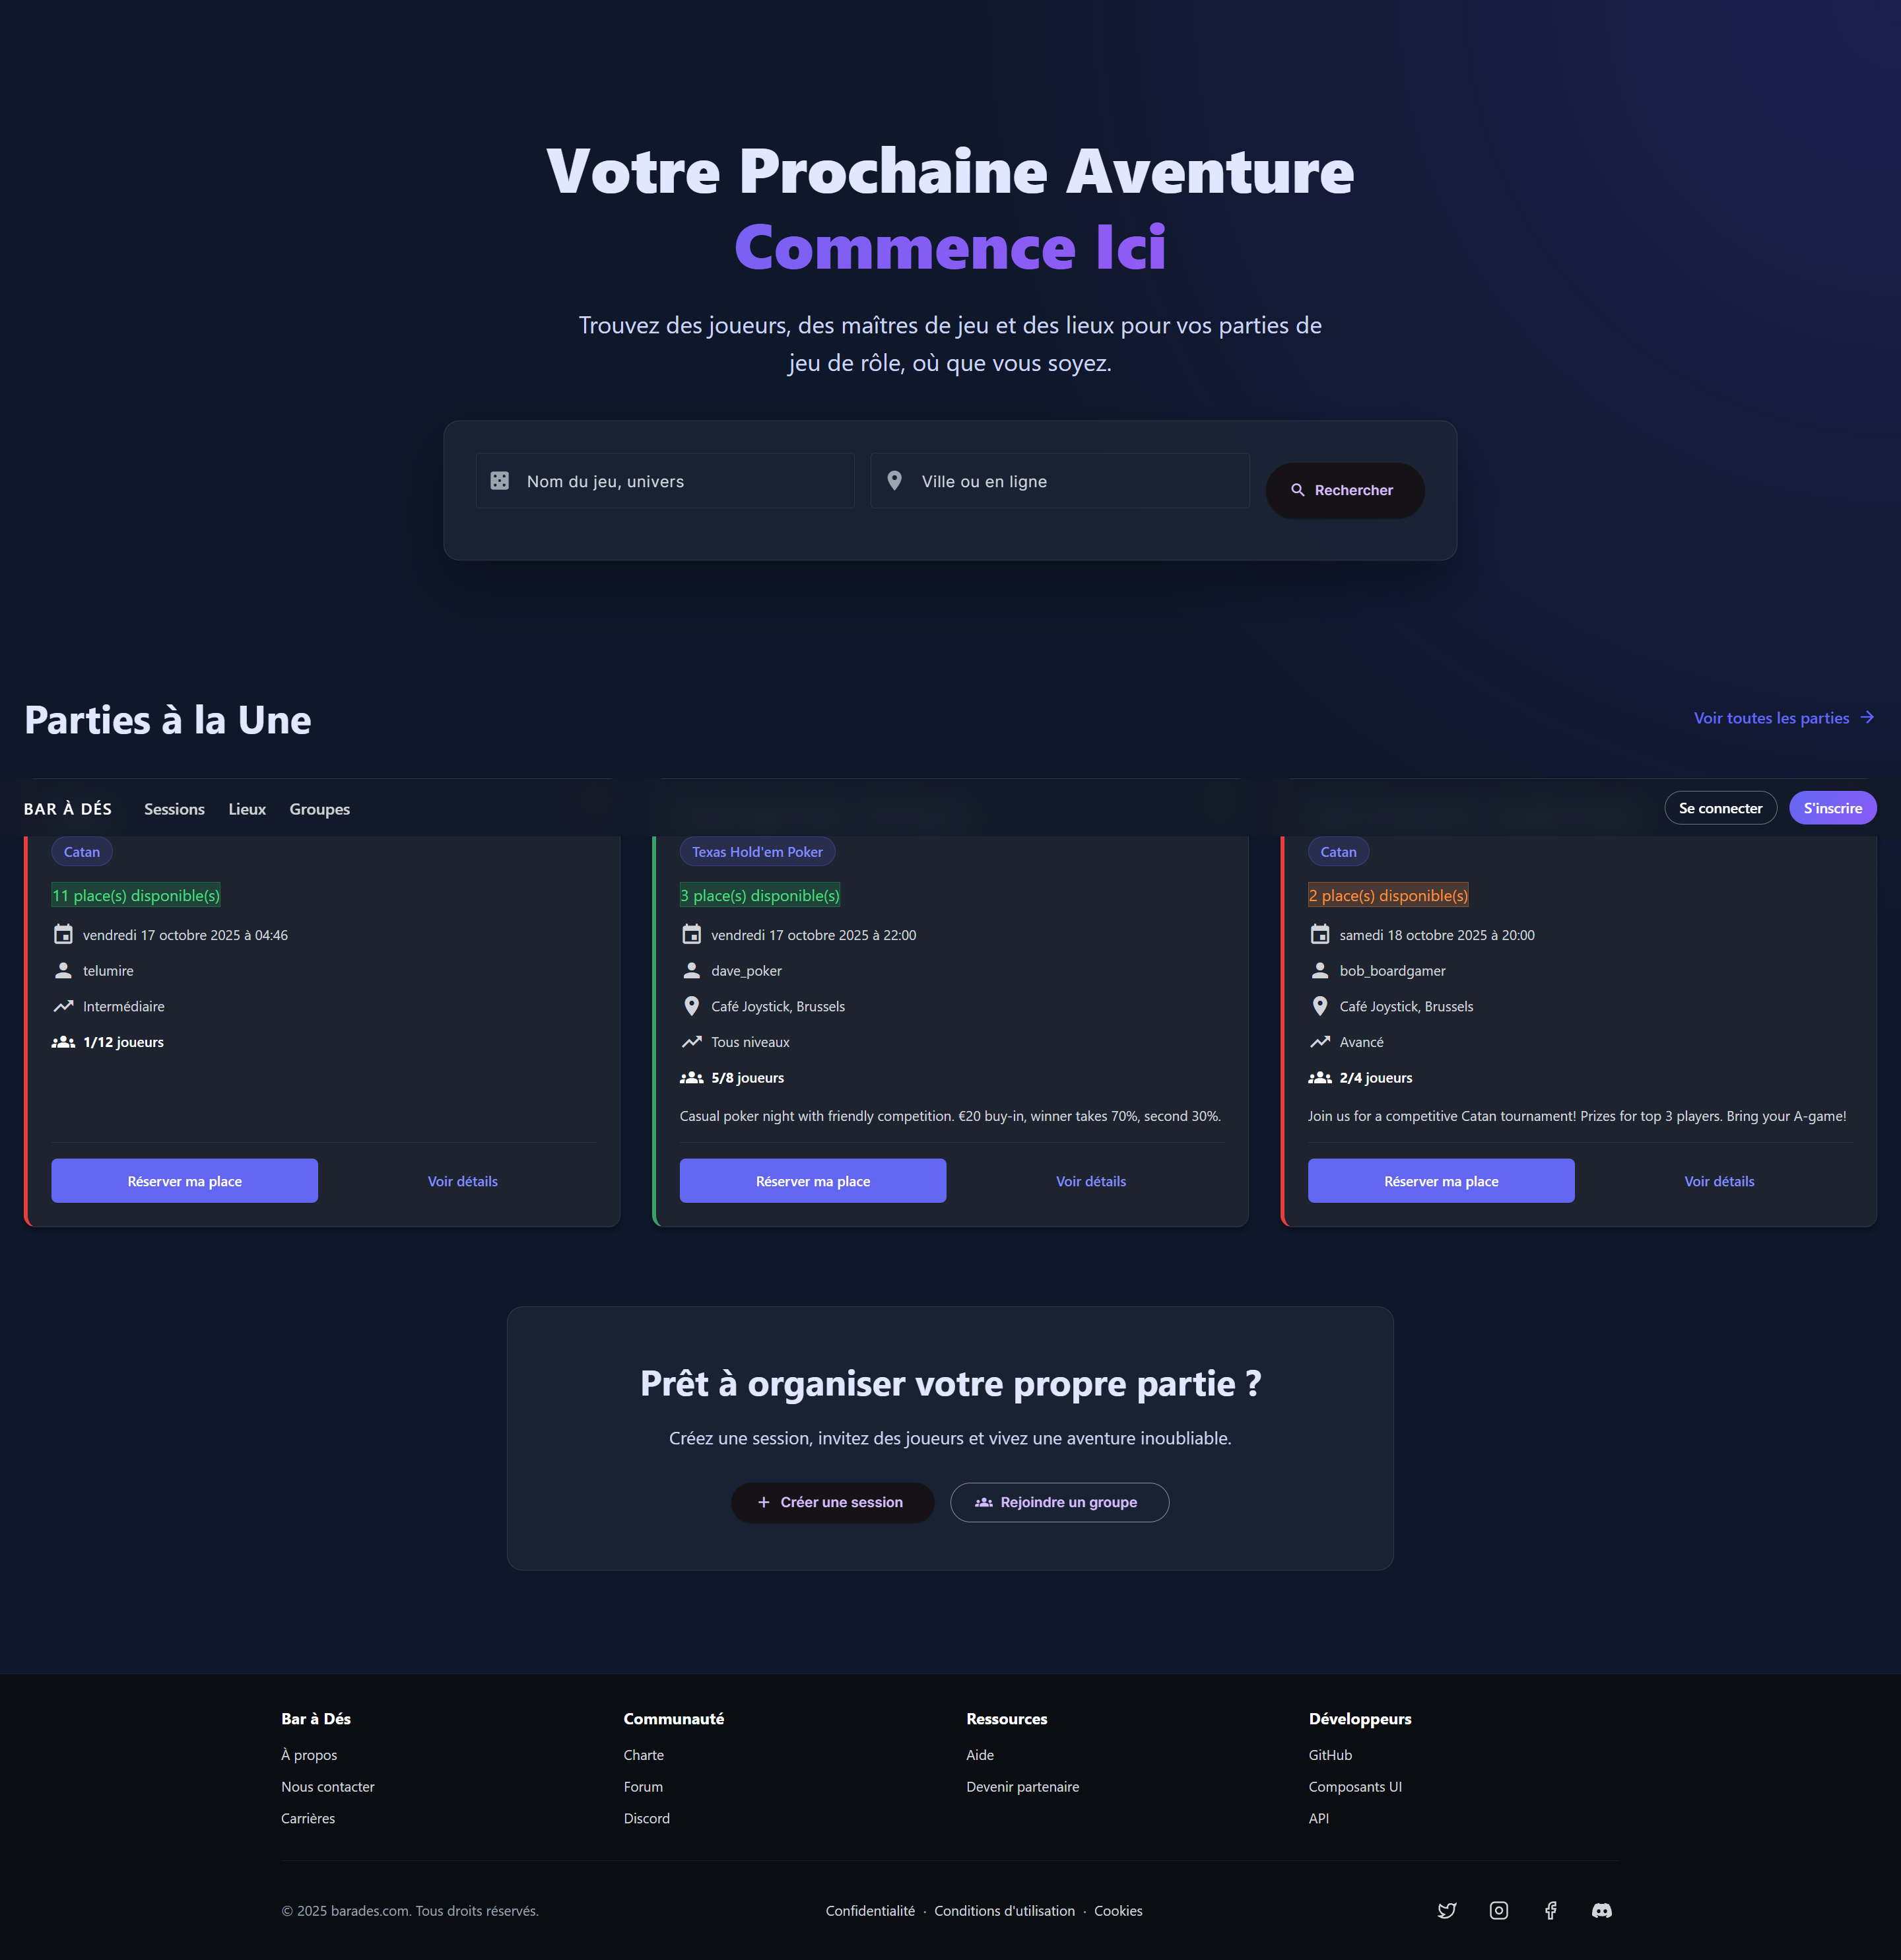 Votre Prochaine Aventure
Commence Ici
Trouvez des joueurs, des maîtres de jeu et des lieux pour vos parties de
jeu de rôle, où que vous soyez.
Nom du jeu, univers
Ville ou en ligne
Rechercher
Parties à la Une
Voir toutes les parties
BAR À DÉS
Sessions
Lieux
Groupes
Se connecter
S'inscrire
Catan
11 place(s) disponible(s)
vendredi 17 octobre 2025 à 04:46
telumire
Intermédiaire
1/12 joueurs
Réserver ma place
Voir détails
Texas Hold'em Poker
3 place(s) disponible(s)
vendredi 17 octobre 2025 à 22:00
dave_poker
Café Joystick, Brussels
Tous niveaux
5/8 joueurs
Casual poker night with friendly competition. €20 buy-in, winner takes 70%, second 30%.
Réserver ma place
Voir détails
Catan
2 place(s) disponible(s)
samedi 18 octobre 2025 à 20:00
bob_boardgamer
Café Joystick, Brussels
Avancé
2/4 joueurs
Join us for a competitive Catan tournament! Prizes for top 3 players. Bring your A-game!
Réserver ma place
Voir détails
Prêt à organiser votre propre partie ?
Créez une session, invitez des joueurs et vivez une aventure inoubliable.
Créer une session
Rejoindre un groupe
Bar à Dés
À propos
Nous contacter
Carrières
Communauté
Charte
Forum
Discord
Ressources
Aide
Devenir partenaire
Développeurs
GitHub
Composants UI
API
© 2025 barades.com. Tous droits réservés.
Confidentialité · Conditions d'utilisation · Cookies